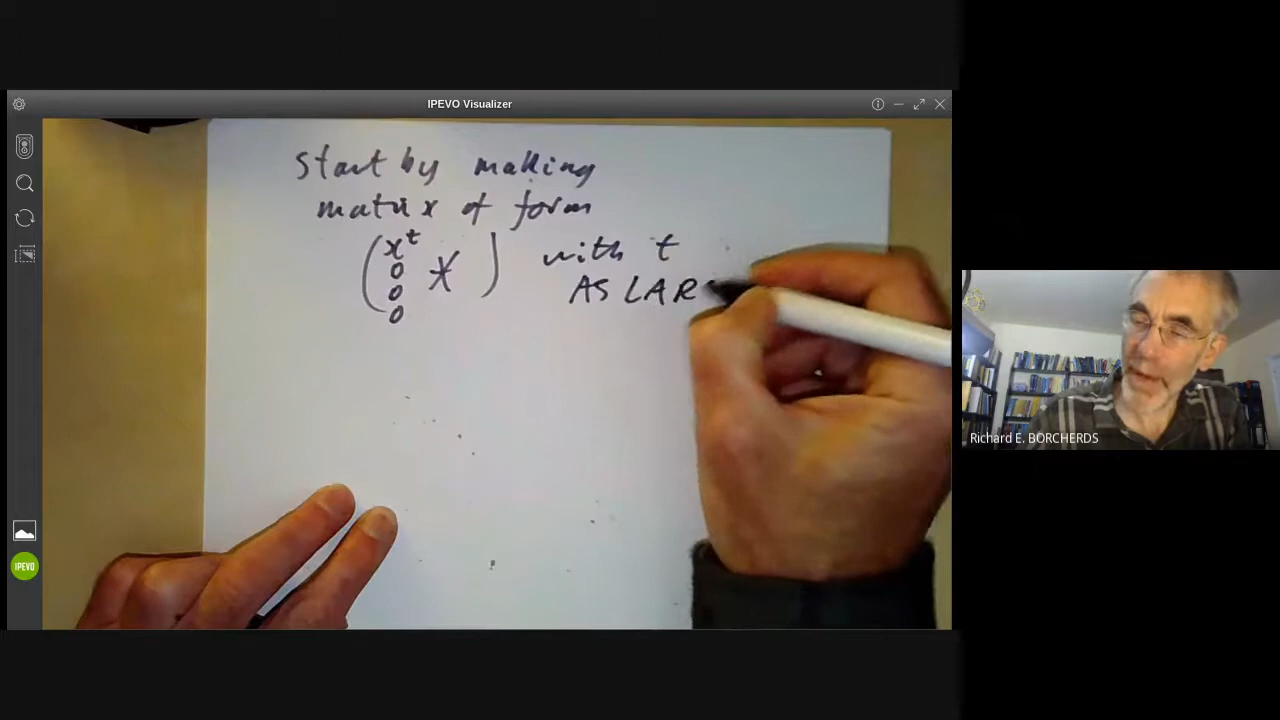 IPEVO Visualizer
start by making
matrix of form
(x^t 0 0 0 *) with t
AS LAR
IPEVO
Richard E. BORCHERDS